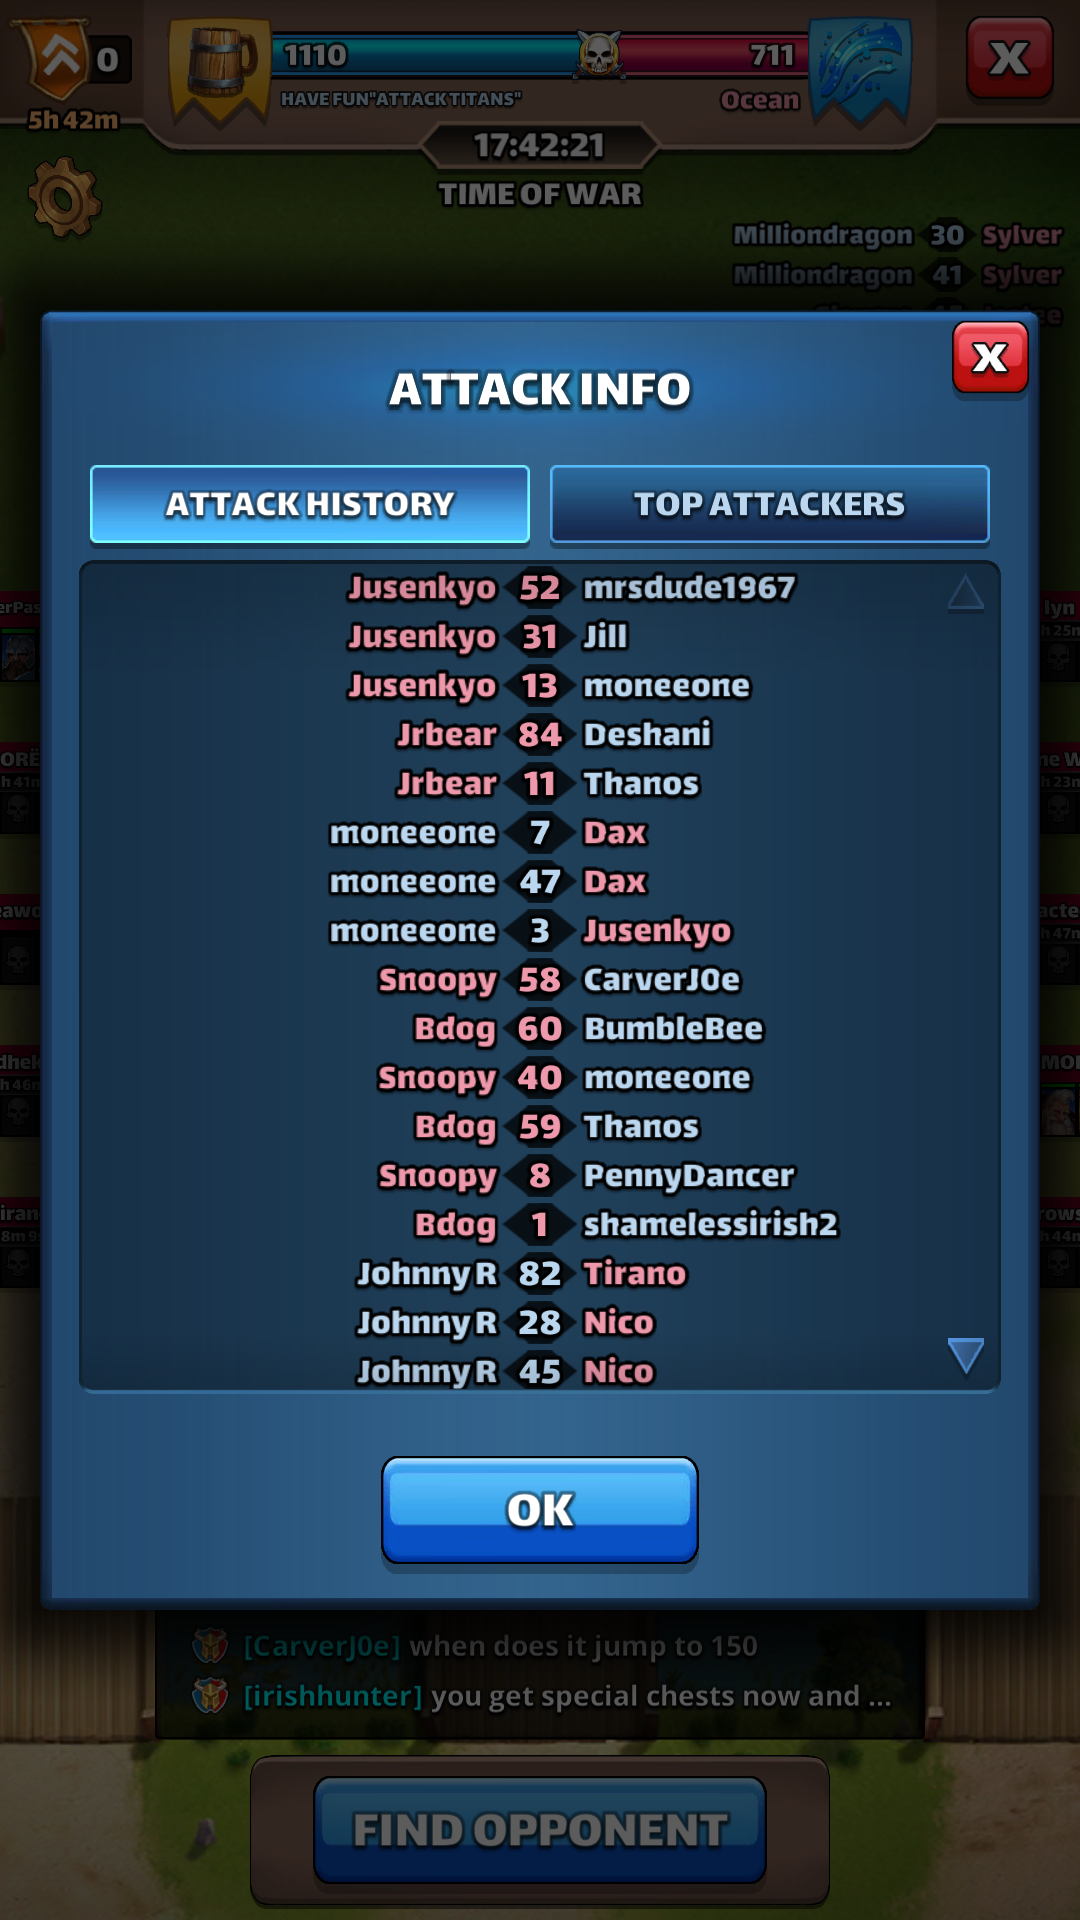 0
1110
711
HAVE FUN"ATTACK TITANS"
Ocean
5h 42m
17:42:21
TIME OF WAR
Milliondragon 30 Sylver
Milliondragon 41 Sylver
ATTACK INFO
ATTACK HISTORY
TOP ATTACKERS
Jusenkyo 52 mrsdude1967
Jusenkyo 31 Jill
Jusenkyo 13 moneeone
Jrbear 84 Deshani
Jrbear 11 Thanos
moneeone 7 Dax
moneeone 47 Dax
moneeone 3 Jusenkyo
Snoopy 58 CarverJ0e
Bdog 60 BumbleBee
Snoopy 40 moneeone
Bdog 59 Thanos
Snoopy 8 PennyDancer
Bdog 1 shamelessirish2
Johnny R 82 Tirano
Johnny R 28 Nico
Johnny R 45 Nico
OK
[CarverJ0e] when does it jump to 150
[irishhunter] you get special chests now and ...
FIND OPPONENT